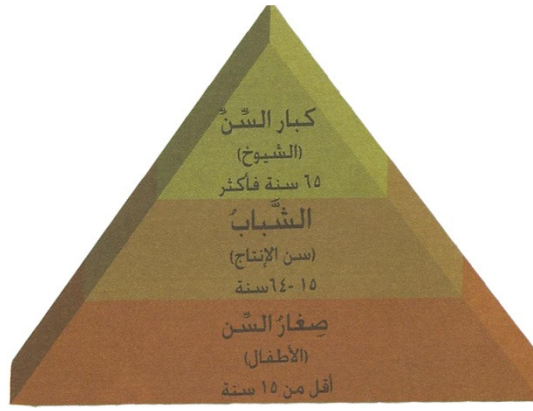 كبار السِّنّ
(الشيوخ)
٦٥ سنة فأكثر
الشَّبابُ
(سن الإنتاج)
١٥ -٦٤سنة
صِغارُ السِّن
(الأطفال)
أقل من ١٥ سنة